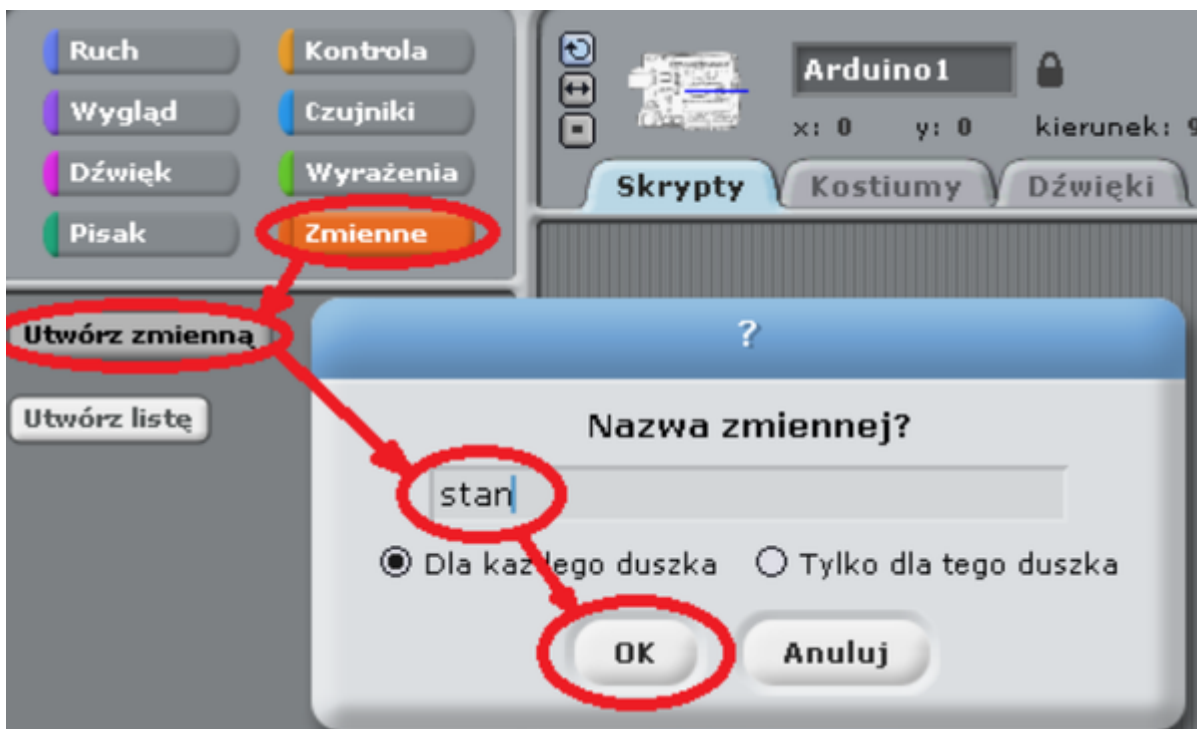 Ruch Kontrola
Wygląd Czujniki
Dźwięk Wyrażenia
Pisak Zmienne
Arduino1
x: 0 y: 0 kierunek: 9
Skrypty Kostiumy Dźwięki
Utwórz zmienną
Utwórz listę
?
Nazwa zmiennej?
stan
Dla każdego duszka Tylko dla tego duszka
OK Anuluj